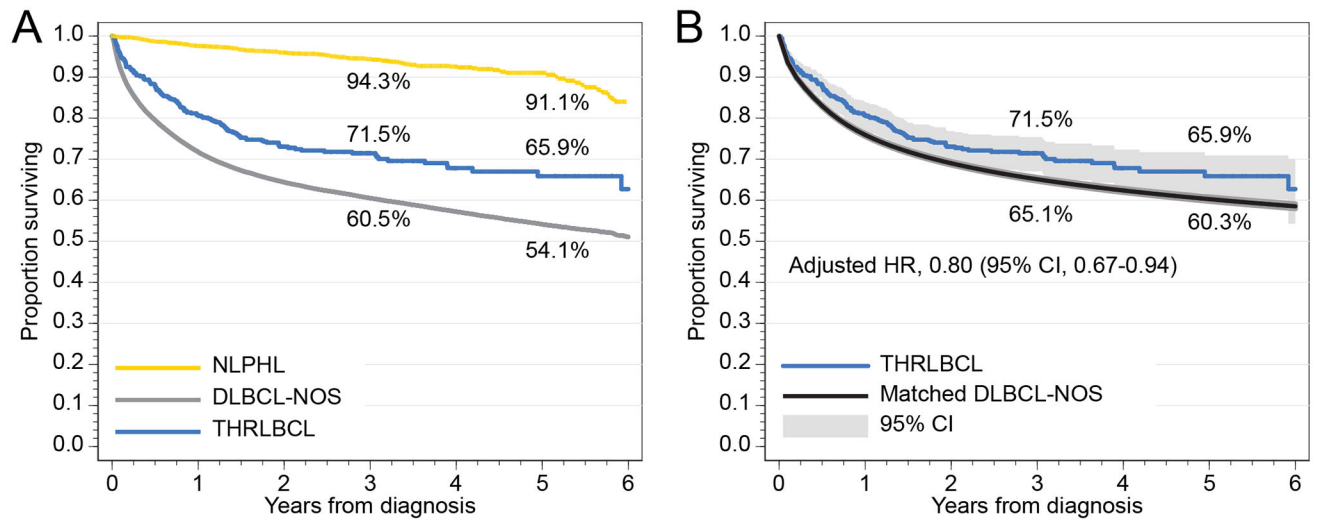 A
1.0
0.9
0.8
0.7
0.6
0.5
0.4
0.3
0.2
0.1
0.0
Proportion surviving
94.3%
91.1%
71.5%
65.9%
60.5%
54.1%
NLPHL
DLBCL-NOS
THRLBCL
0 1 2 3 4 5 6
Years from diagnosis
B
1.0
0.9
0.8
0.7
0.6
0.5
0.4
0.3
0.2
0.1
0.0
Proportion surviving
71.5%
65.9%
65.1%
60.3%
Adjusted HR, 0.80 (95% CI, 0.67-0.94)
THRLBCL
Matched DLBCL-NOS
95% CI
0 1 2 3 4 5 6
Years from diagnosis